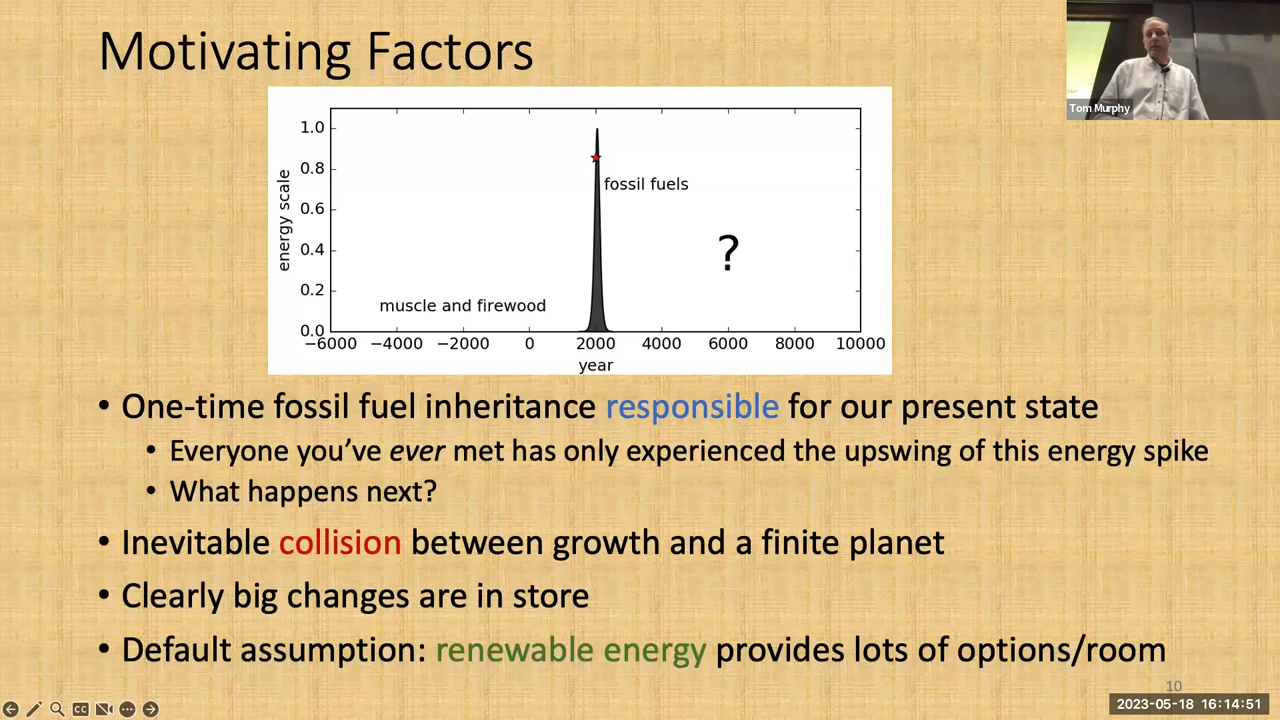 Motivating Factors
Tom Murphy
1.0
0.8
0.6
0.4
0.2
0.0
energy scale
fossil fuels
?
muscle and firewood
−6000 −4000 −2000 0 2000 4000 6000 8000 10000
year
• One-time fossil fuel inheritance responsible for our present state
• Everyone you’ve ever met has only experienced the upswing of this energy spike
• What happens next?
• Inevitable collision between growth and a finite planet
• Clearly big changes are in store
• Default assumption: renewable energy provides lots of options/room
10
CC
2023-05-18 16:14:51